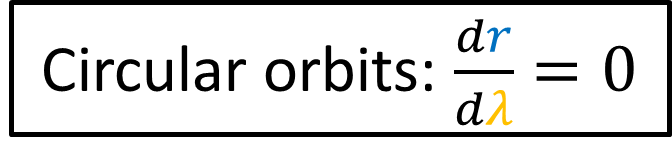 Circular orbits: dr/dλ = 0